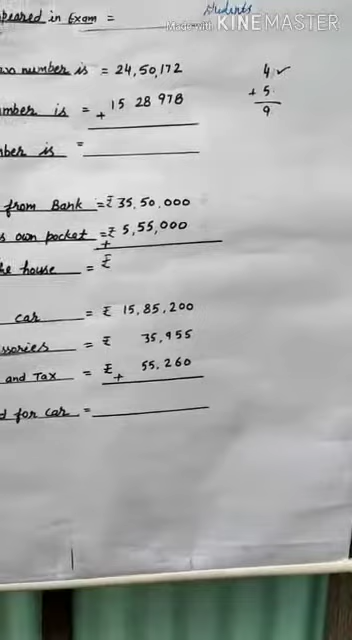 peared in Exam =
students
Made with KINEMASTER
number is = 24,50,172
mber is = + 15 28 978
ber is =
4 ✓
+ 5
9
from Bank = ₹ 35,50,000
s own pocket = ₹ 5,55,000
+
he house = ₹
car = ₹ 15,85,200
ssories = ₹ 35,955
and Tax = ₹ + 55,260
d for car =